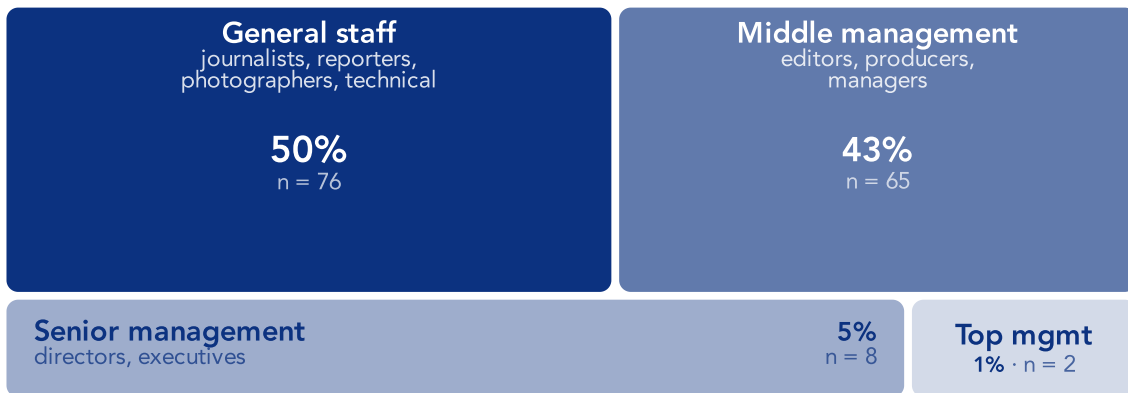 General staff
journalists, reporters,
photographers, technical
50%
n = 76
Middle management
editors, producers,
managers
43%
n = 65
Senior management
directors, executives
5%
n = 8
Top mgmt
1% · n = 2